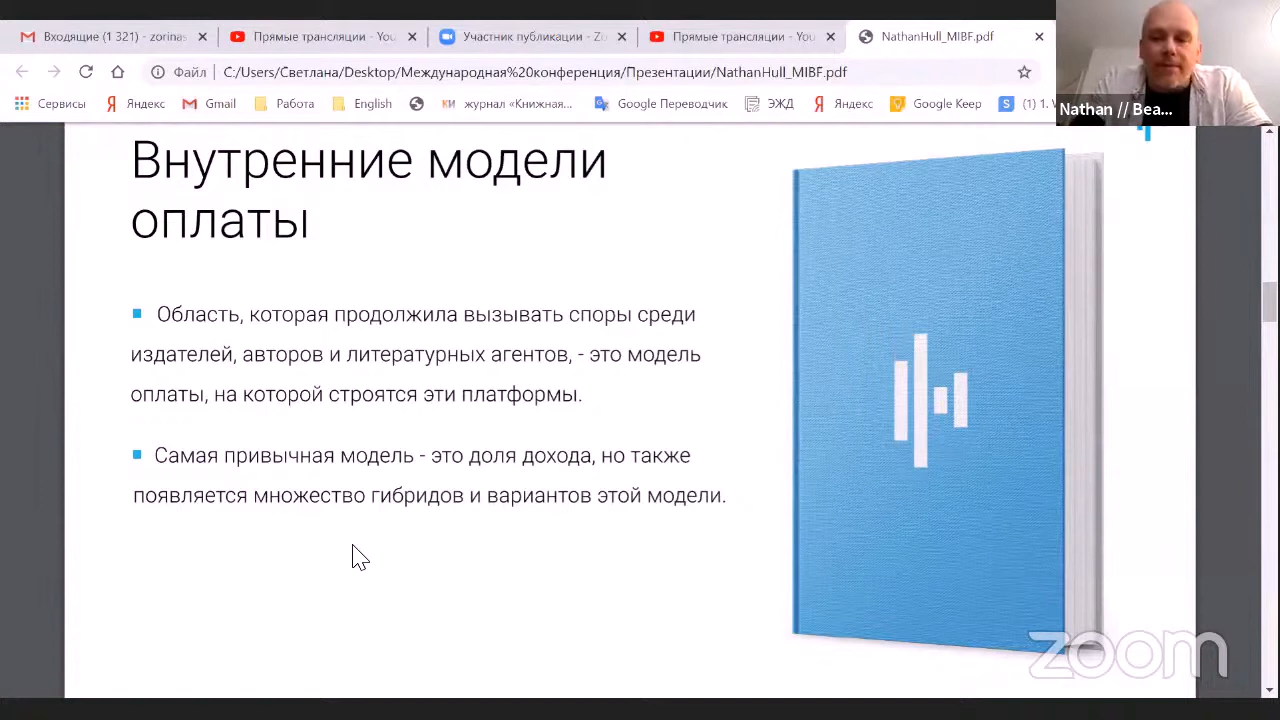 Входящие (1 321) - zorinas
Прямые трансляции - You
Участник публикации - Zo
Прямые трансляции - You
NathanHull_MIBF.pdf
Файл
C:/Users/Светлана/Desktop/Международная%20конференция/Презентации/NathanHull_MIBF.pdf
Сервисы
Яндекс
Gmail
Работа
English
КИ журнал «Книжная...
Google Переводчик
ЭЖД
Яндекс
Google Keep
(1) 1.
Nathan // Bea...
Внутренние модели
оплаты
Область, которая продолжила вызывать споры среди
издателей, авторов и литературных агентов, - это модель
оплаты, на которой строятся эти платформы.
Самая привычная модель - это доля дохода, но также
появляется множество гибридов и вариантов этой модели.
zoom